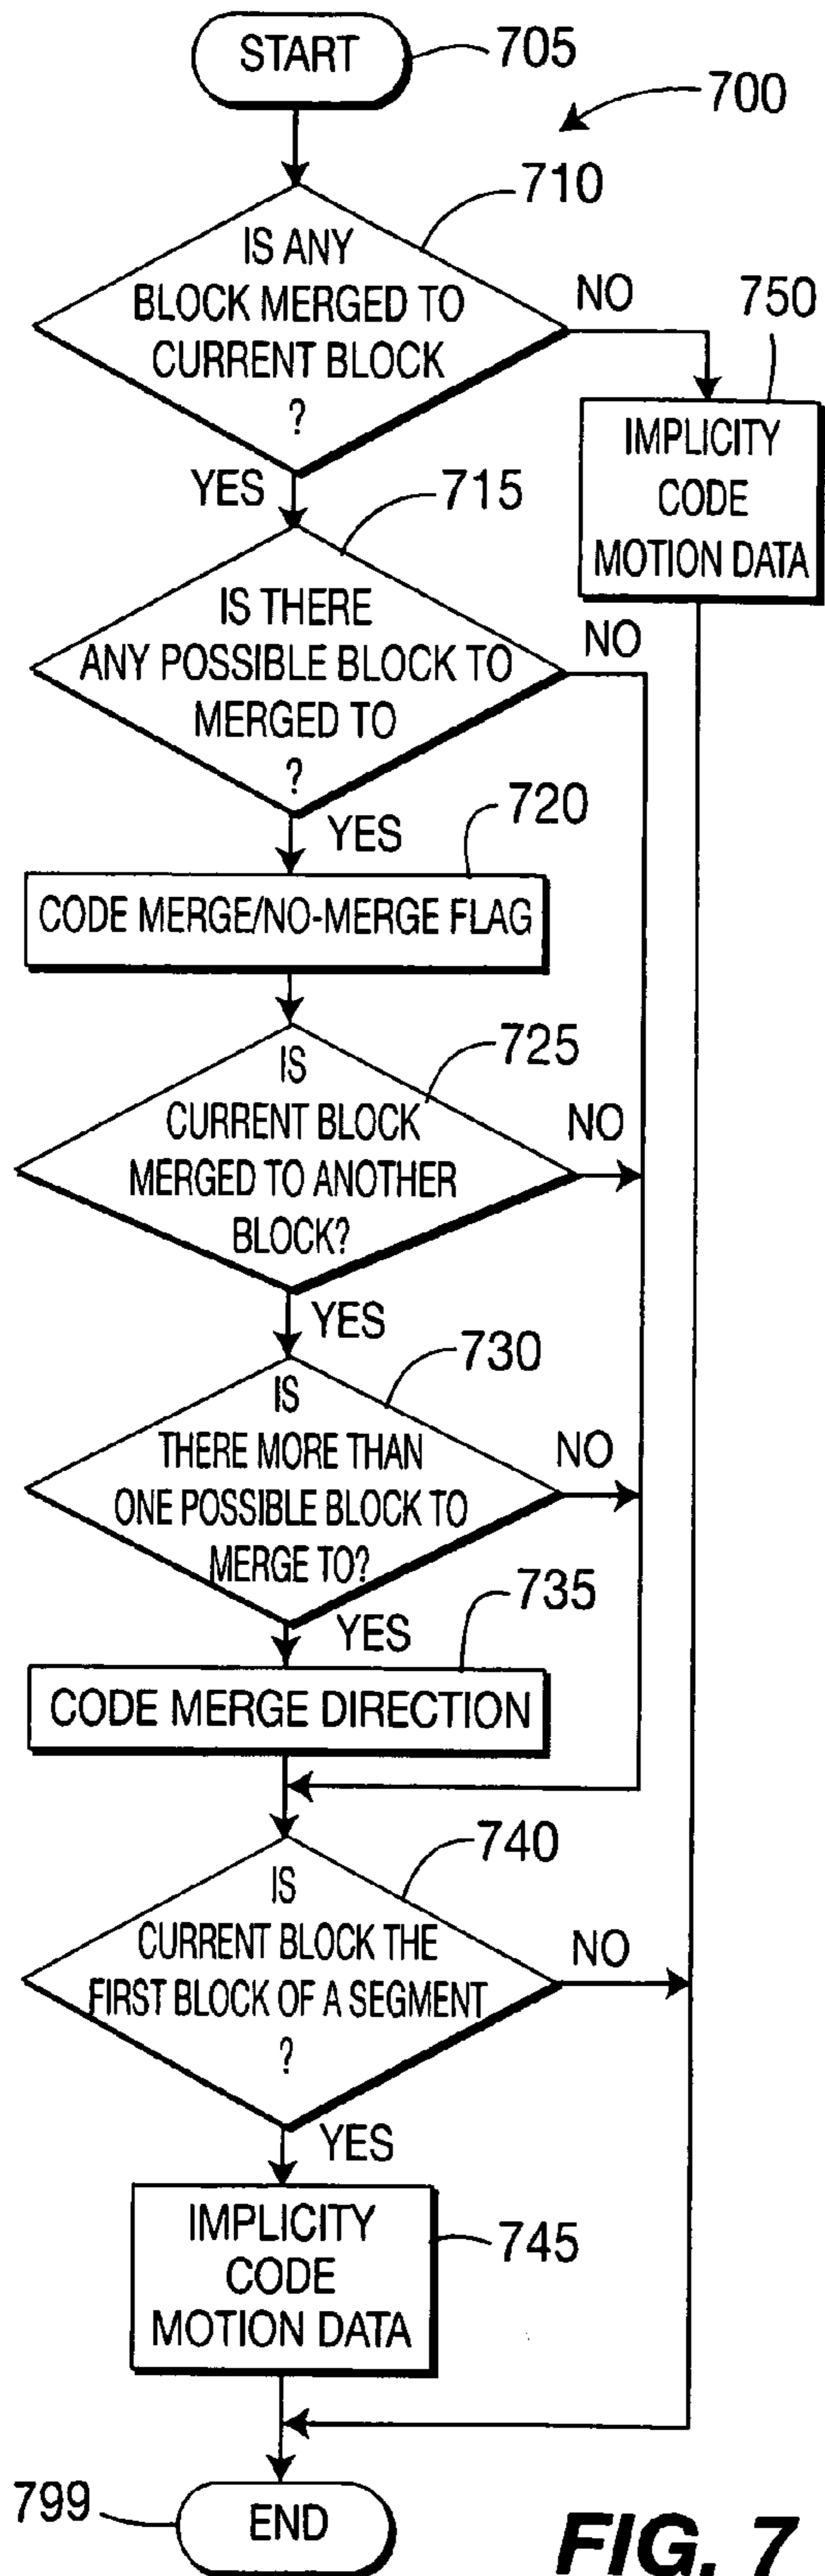 START
705
700
710
IS ANY
BLOCK MERGED TO
CURRENT BLOCK
?
NO
750
IMPLICITY
CODE
MOTION DATA
YES
715
IS THERE
ANY POSSIBLE BLOCK TO
MERGED TO
?
NO
YES
720
CODE MERGE/NO-MERGE FLAG
725
IS
CURRENT BLOCK
MERGED TO ANOTHER
BLOCK?
NO
YES
730
IS
THERE MORE THAN
ONE POSSIBLE BLOCK TO
MERGE TO?
NO
YES
735
CODE MERGE DIRECTION
740
IS
CURRENT BLOCK THE
FIRST BLOCK OF A SEGMENT
?
NO
YES
IMPLICITY
CODE
MOTION DATA
745
799
END
FIG. 7